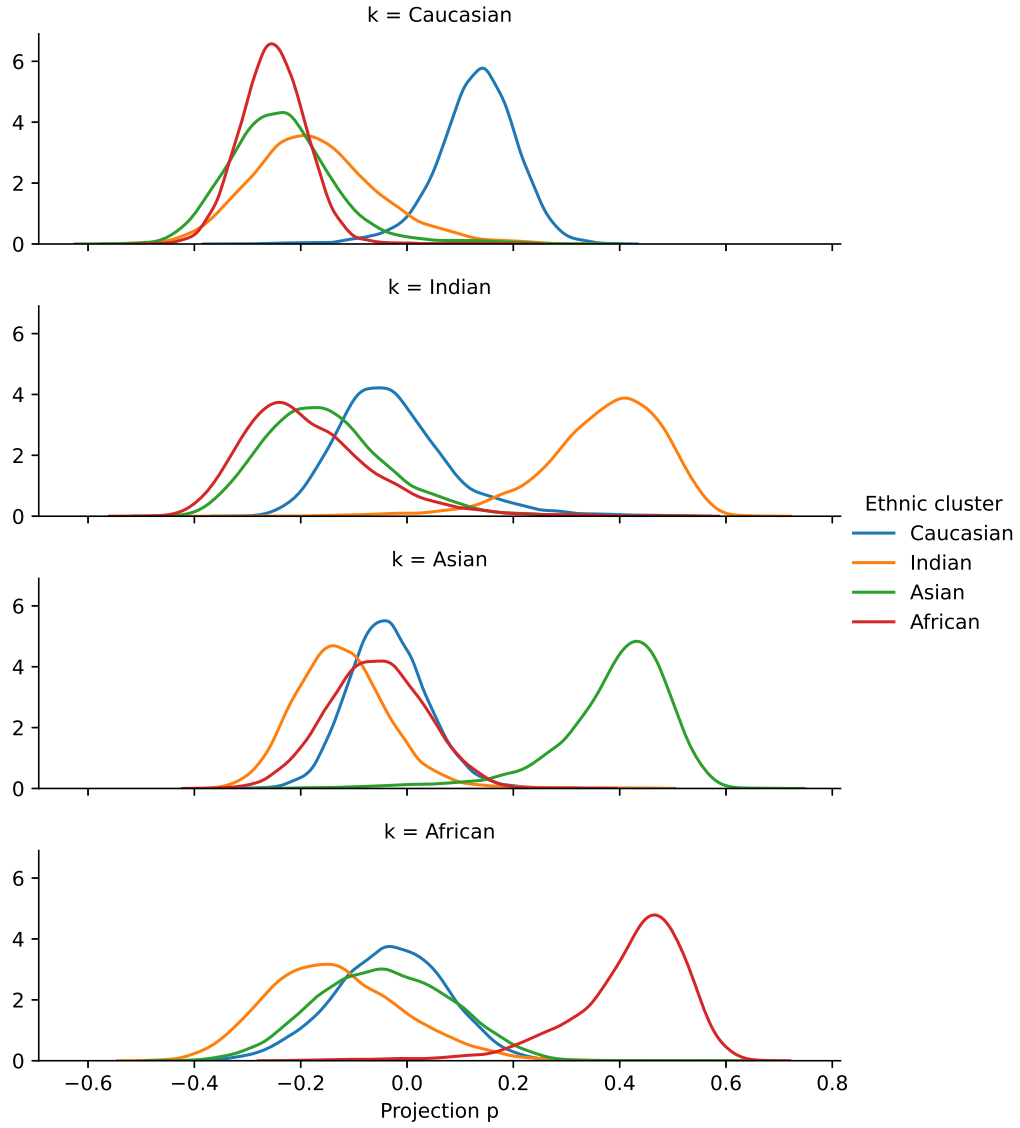 k = Caucasian
6
4
2
0
k = Indian
6
4
2
0
k = Asian
6
4
2
0
k = African
6
4
2
0
−0.6 −0.4 −0.2 0.0 0.2 0.4 0.6 0.8
Projection p
Ethnic cluster
Caucasian
Indian
Asian
African